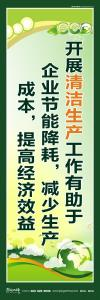 开展清洁生产工作有助于
企业节能降耗，减少生产
成本，提高经济效益